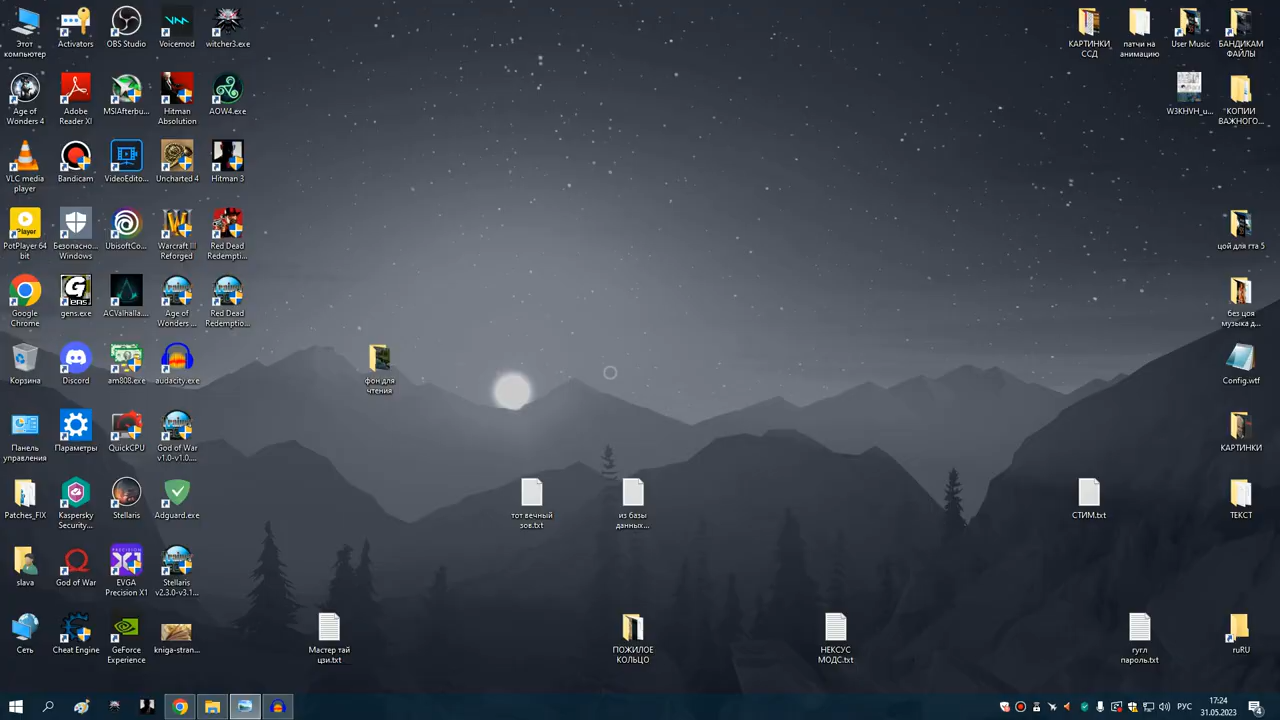 Этот
компьютер
Activators
OBS Studio
Voicemod
witcher3.exe
КАРТИНКИ
ССД
патчи на
анимацию
User Music
БАНДИКАМ
ФАЙЛЫ
Age of
Wonders 4
Adobe
Reader XI
MSIAfterbu...
Hitman
Absolution
AOW4.exe
W3KHVH_u...
КОПИИ
ВАЖНОГО...
VLC media
player
Bandicam
VideoEdito...
Uncharted 4
Hitman 3
PotPlayer 64
bit
Безопасно...
Windows
UbisoftCo...
Warcraft III
Reforged
Red Dead
Redempti...
цой для гта 5
Google
Chrome
gens.exe
ACValhalla...
Age of
Wonders ...
Red Dead
Redemptio...
без цоя
музыка д...
Корзина
Discord
am808.exe
audacity.exe
фон для
чтения
Config.wtf
Панель
управления
Параметры
QuickCPU
God of War
v1.0-v1.0....
КАРТИНКИ
Patches_FIX
Kaspersky
Security...
Stellaris
Adguard.exe
тот вечный
зов.txt
из базы
данных...
СТИМ.txt
ТЕКСТ
slava
God of War
EVGA
Precision X1
Stellaris
v2.3.0-v3.1...
Сеть
Cheat Engine
GeForce
Experience
kniga-stran...
Мастер тай
цзи.txt
ПОЖИЛОЕ
КОЛЬЦО
НЕКСУС
МОДС.txt
гугл
пароль.txt
ruRU
РУС
17:24
31.05.2023
4